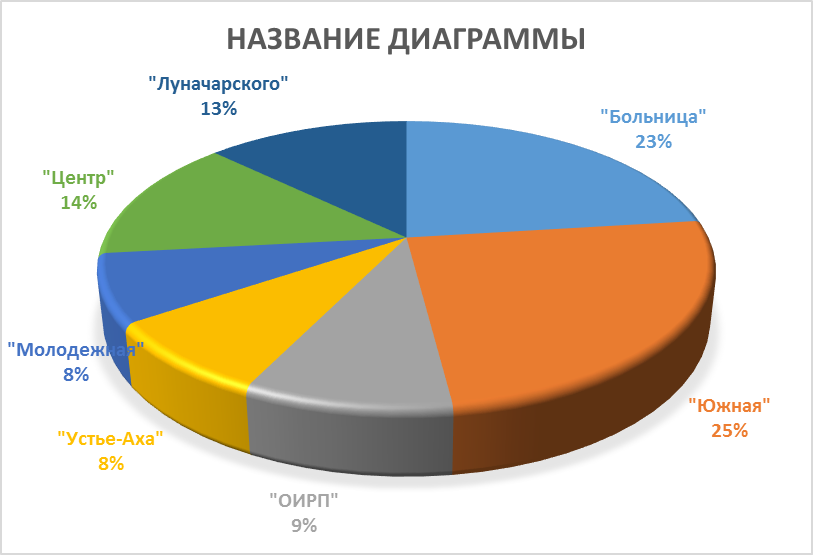 НАЗВАНИЕ ДИАГРАММЫ
"Луначарского"
13%
"Больница"
23%
"Центр"
14%
"Молодежная"
8%
"Южная"
25%
"Устье-Аха"
8%
"ОИРП"
9%